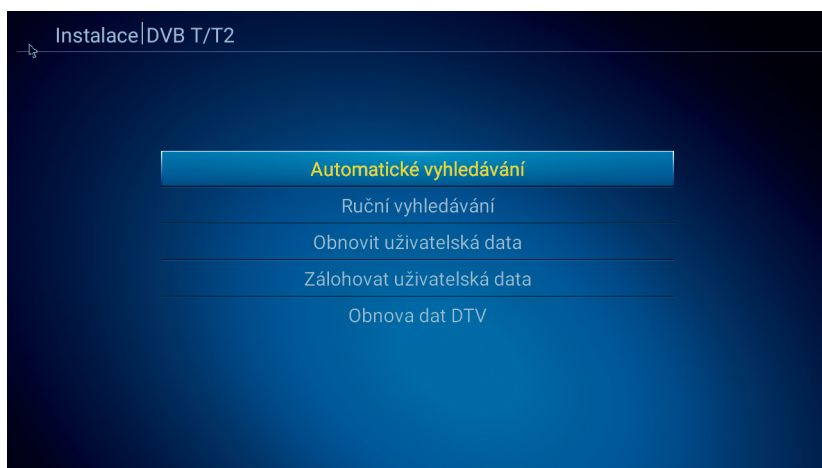 Instalace|DVB T/T2
Automatické vyhledávání
Ruční vyhledávání
Obnovit uživatelská data
Zálohovat uživatelská data
Obnova dat DTV